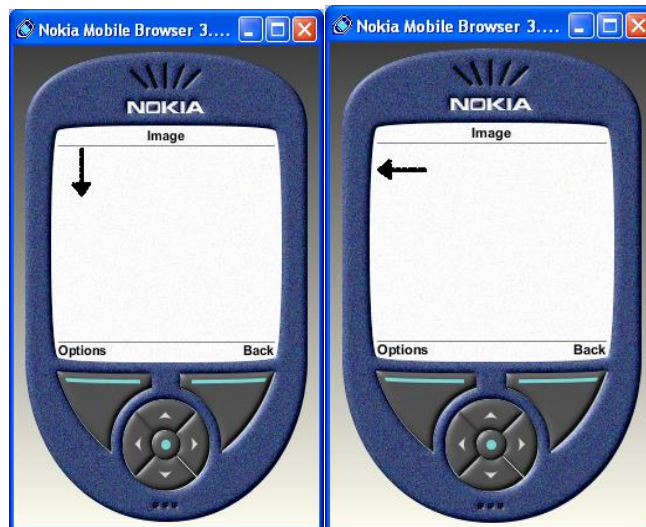 Nokia Mobile Browser 3....
NOKIA
Image
Options Back
Nokia Mobile Browser 3....
NOKIA
Image
Options Back